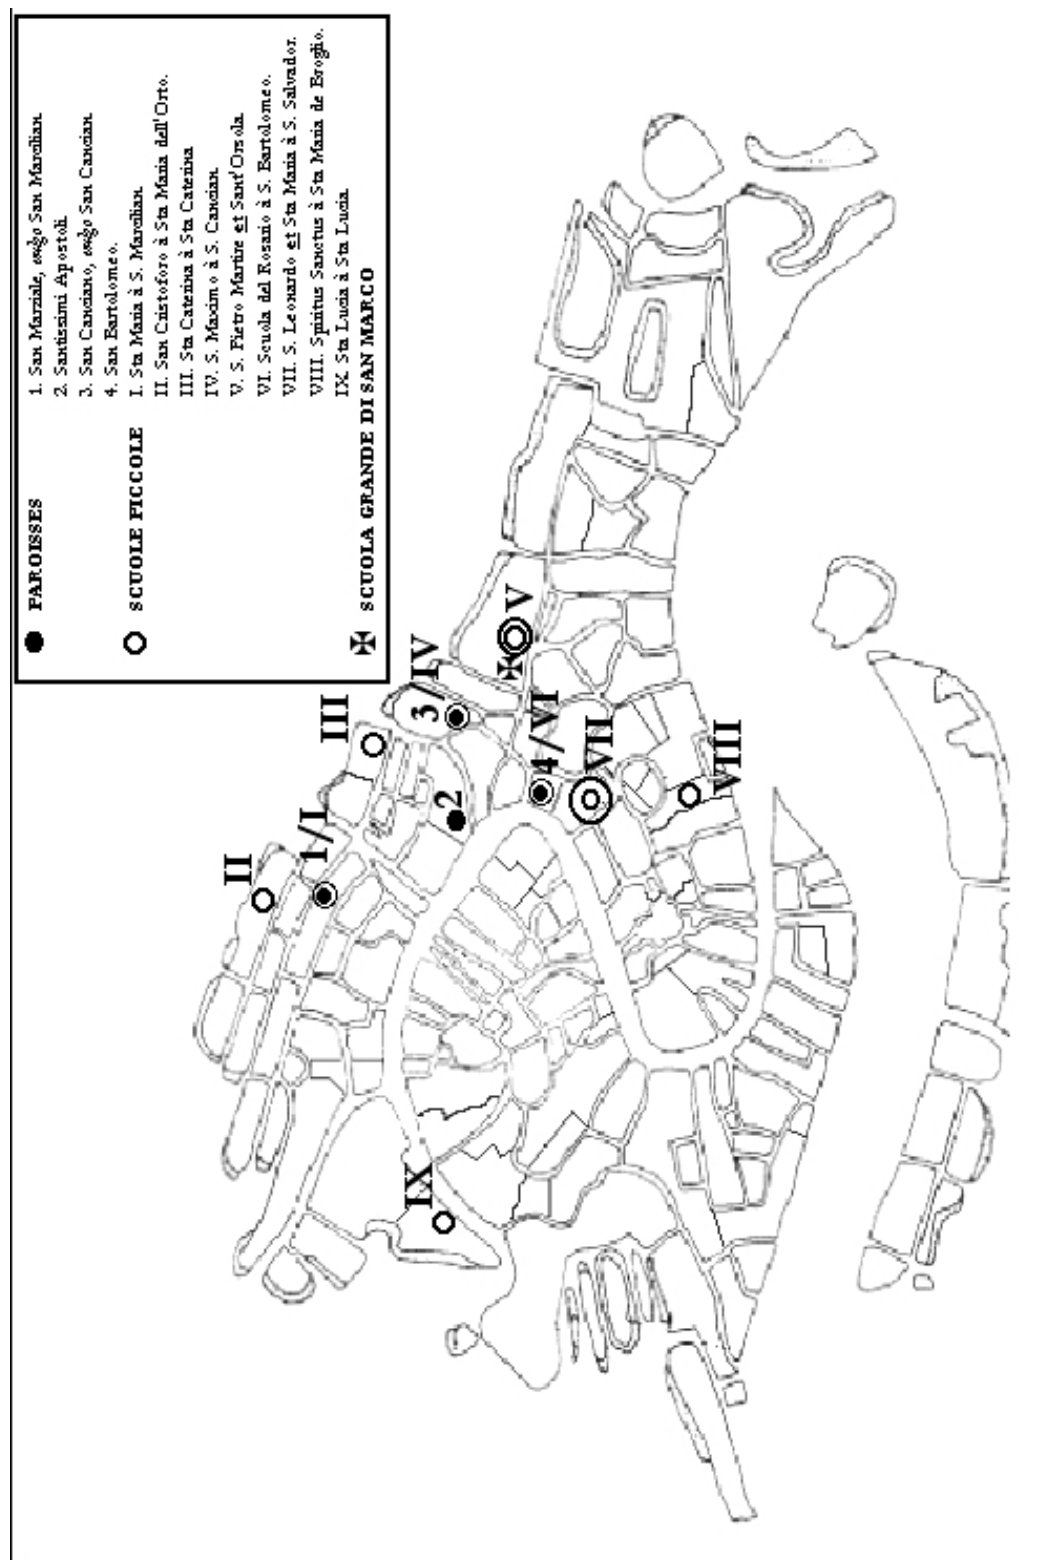 PAROISSES
1. San Marziale, vulgo San Marcilian.
2. Santissimi Apostoli.
3. San Canciano, vulgo San Cancian.
4. San Bartolomeo.
SCUOLE PICCOLE
I. Sta Maria à S. Marcilian.
II. San Cristoforo à Sta Maria dell'Orto.
III. Sta Caterina à Sta Caterina
IV. S. Maximo à S. Cancian.
V. S. Pietro Martire et Sant'Orsola.
VI. Scuola del Rosario à S. Bartolomeo.
VII. S. Leonardo et Sta Maria à S. Salvador.
VIII. Spiritus Sanctus à Sta Maria de Broglio.
IX. Sta Lucia à Sta Lucia.
SCUOLA GRANDE DI SAN MARCO
II
1/I
III
2
3/IV
V
4/VI
VII
VIII
IX